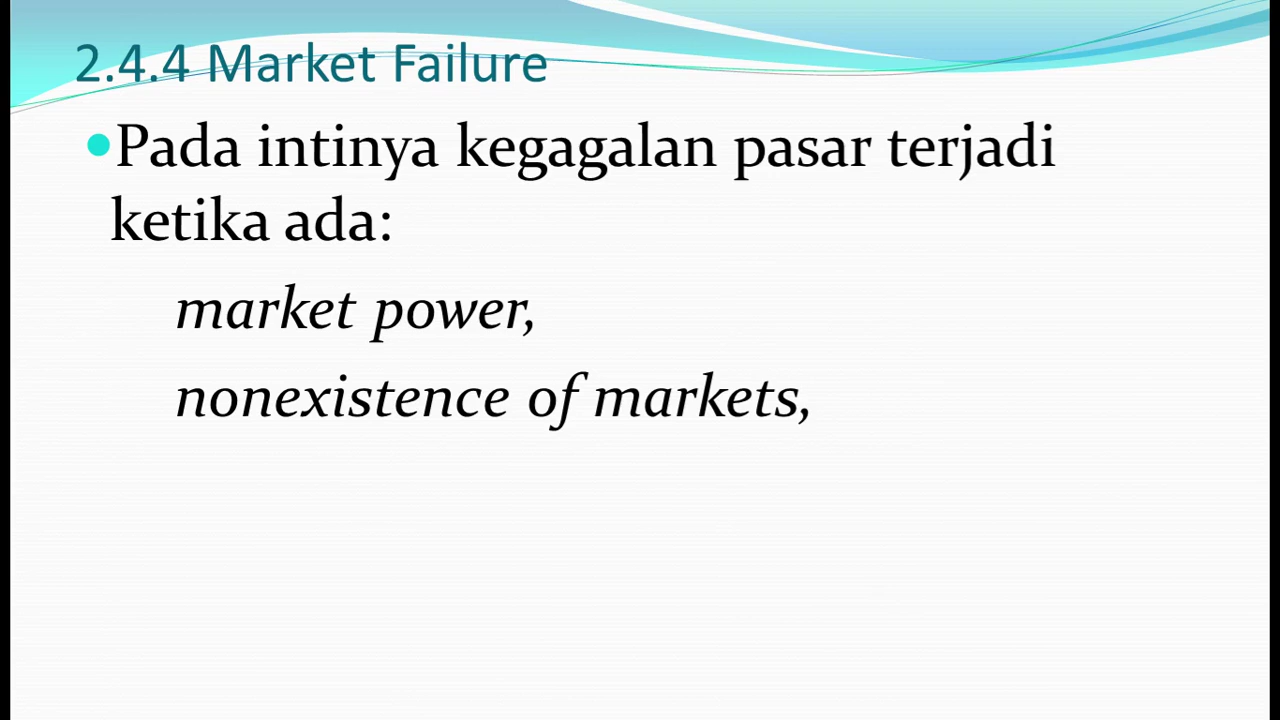 2.4.4 Market Failure
•Pada intinya kegagalan pasar terjadi
ketika ada:
market power,
nonexistence of markets,